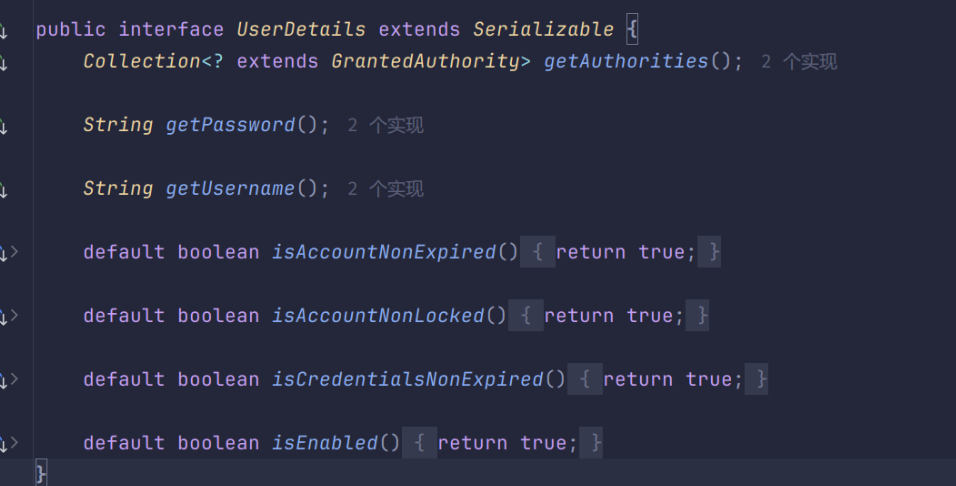 public interface UserDetails extends Serializable {
Collection<? extends GrantedAuthority> getAuthorities(); 2 个实现
String getPassword(); 2 个实现
String getUsername(); 2 个实现
default boolean isAccountNonExpired() { return true; }
default boolean isAccountNonLocked() { return true; }
default boolean isCredentialsNonExpired() { return true; }
default boolean isEnabled() { return true; }
}